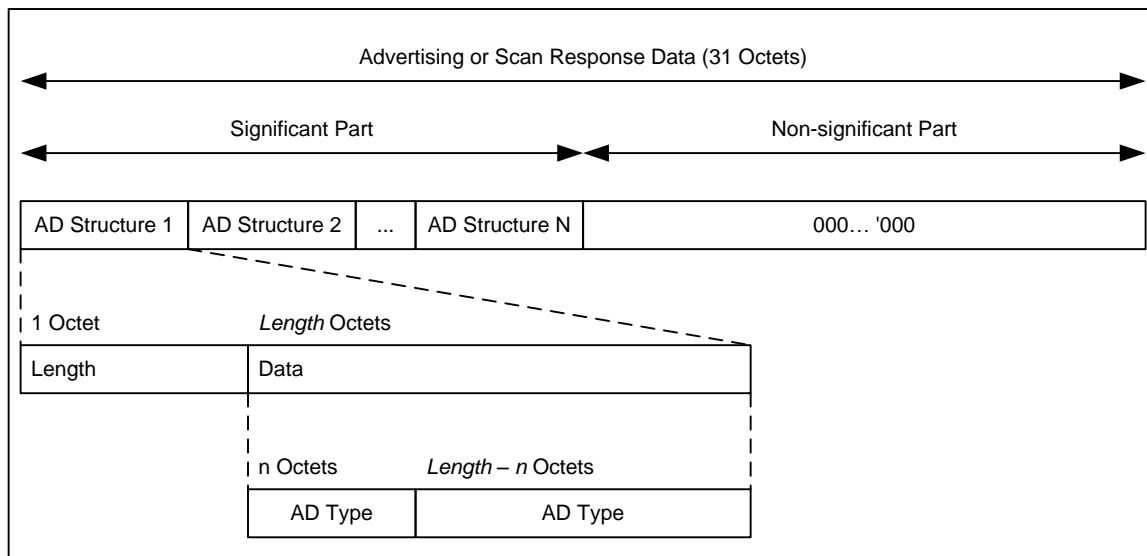 Advertising or Scan Response Data (31 Octets)
Significant Part
Non-significant Part
AD Structure 1
AD Structure 2
...
AD Structure N
000… '000
1 Octet
Length Octets
Length
Data
n Octets
Length – n Octets
AD Type
AD Type